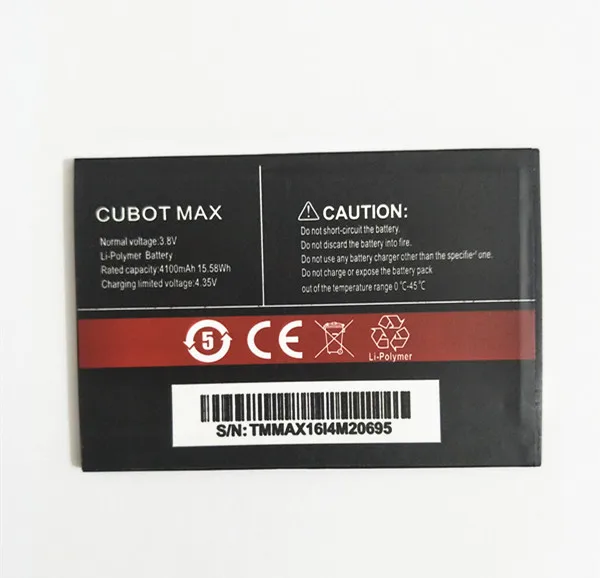 CUBOT MAX
Normal voltage:3.8V
Li-Polymer Battery
Rated capacity:4100mAh 15.58Wh
Charging limited voltage:4.35V
CAUTION:
Do not short-circuit the battery.
Do not discard the battery into fire.
Do not use any battery charger other than the specifier one.
Do not charge or expose the battery pack
out of the temperature range 0℃-45℃
5
CE
Li-Polymer
S/N: TMMAX16I4M20695